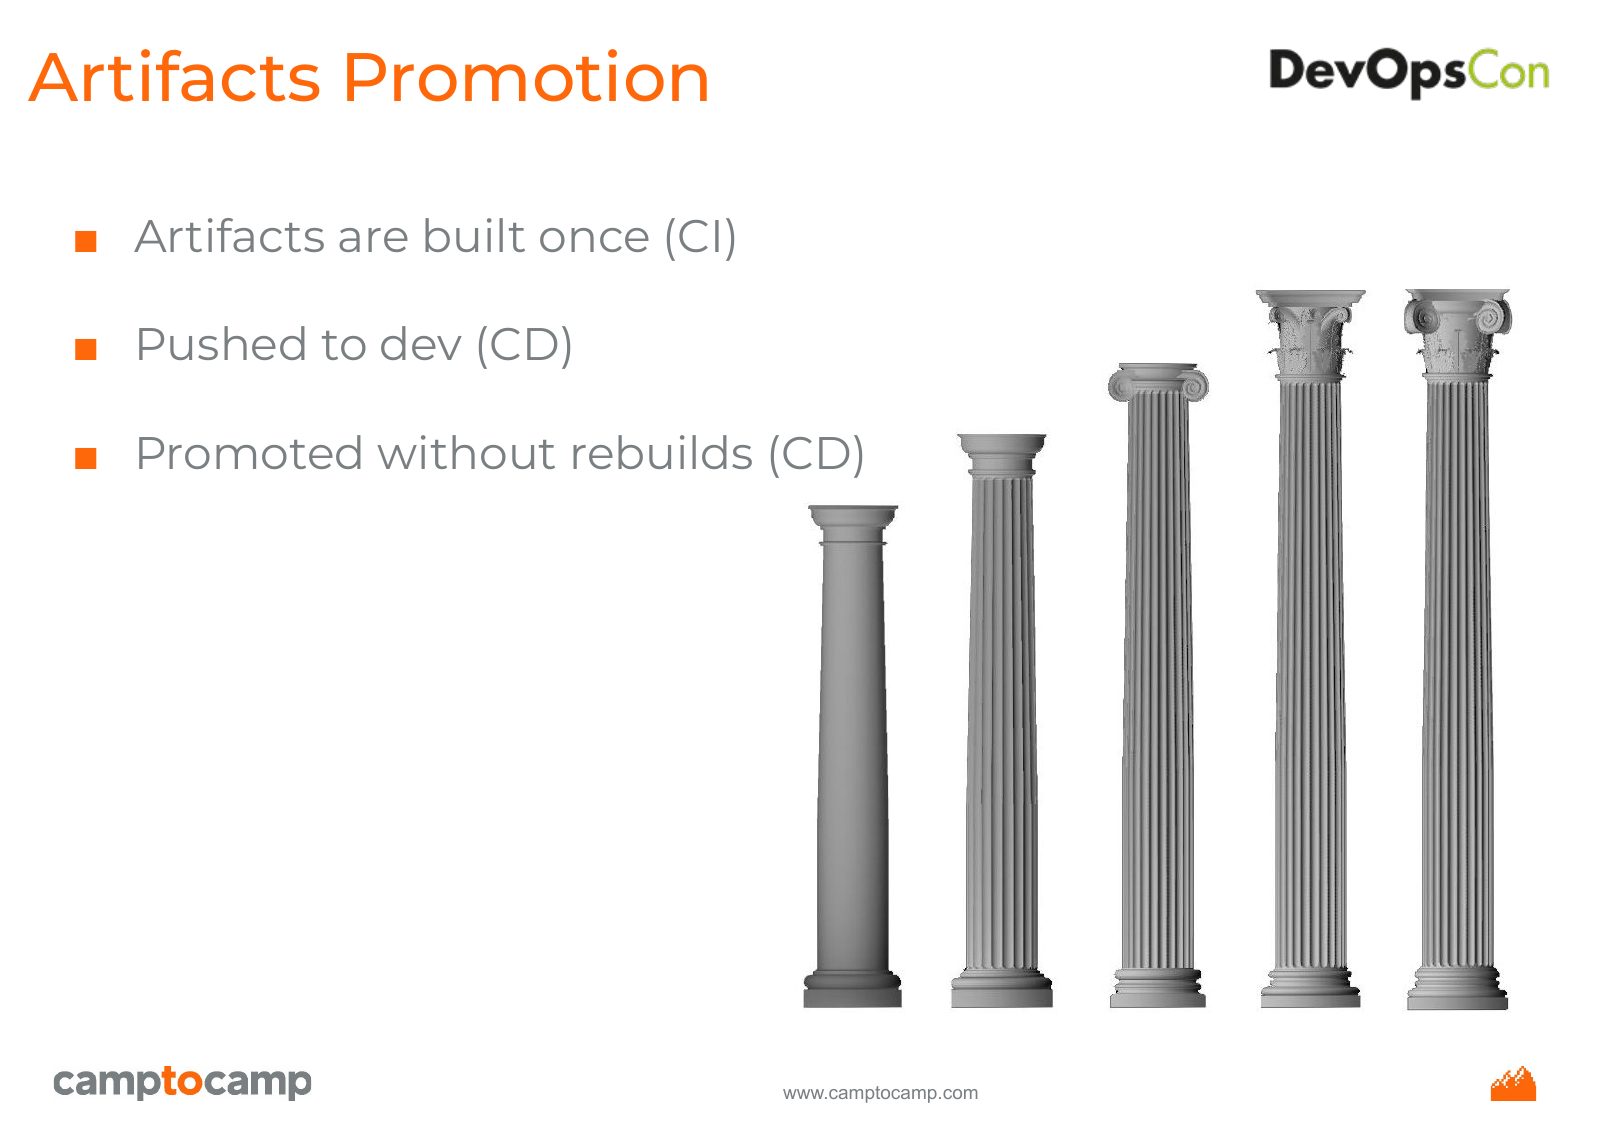 Artifacts Promotion
DevOpsCon
Artifacts are built once (CI)
Pushed to dev (CD)
Promoted without rebuilds (CD)
camptocamp
www.camptocamp.com